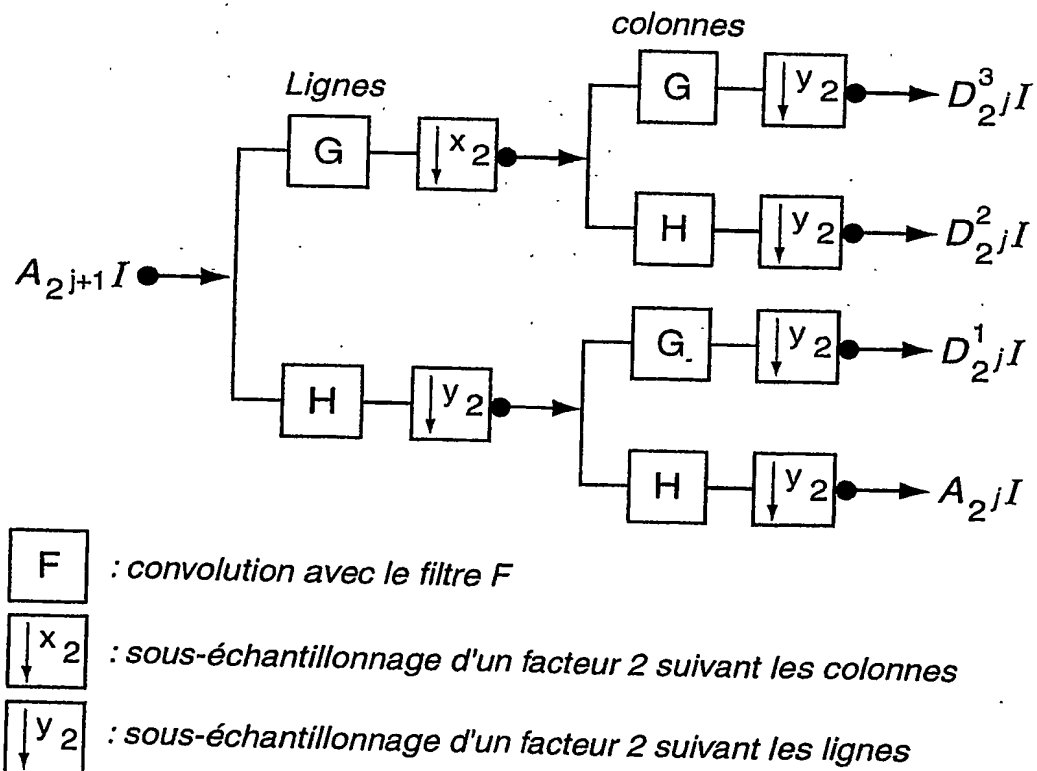 colonnes
Lignes
G ↓y 2 D³₂jI
G ↓x 2
H ↓y 2 D²₂jI
A₂j+1I
G ↓y 2 D¹₂jI
H ↓y 2
H ↓y 2 A₂jI
F : convolution avec le filtre F
↓x 2 : sous-échantillonnage d'un facteur 2 suivant les colonnes
↓y 2 : sous-échantillonnage d'un facteur 2 suivant les lignes